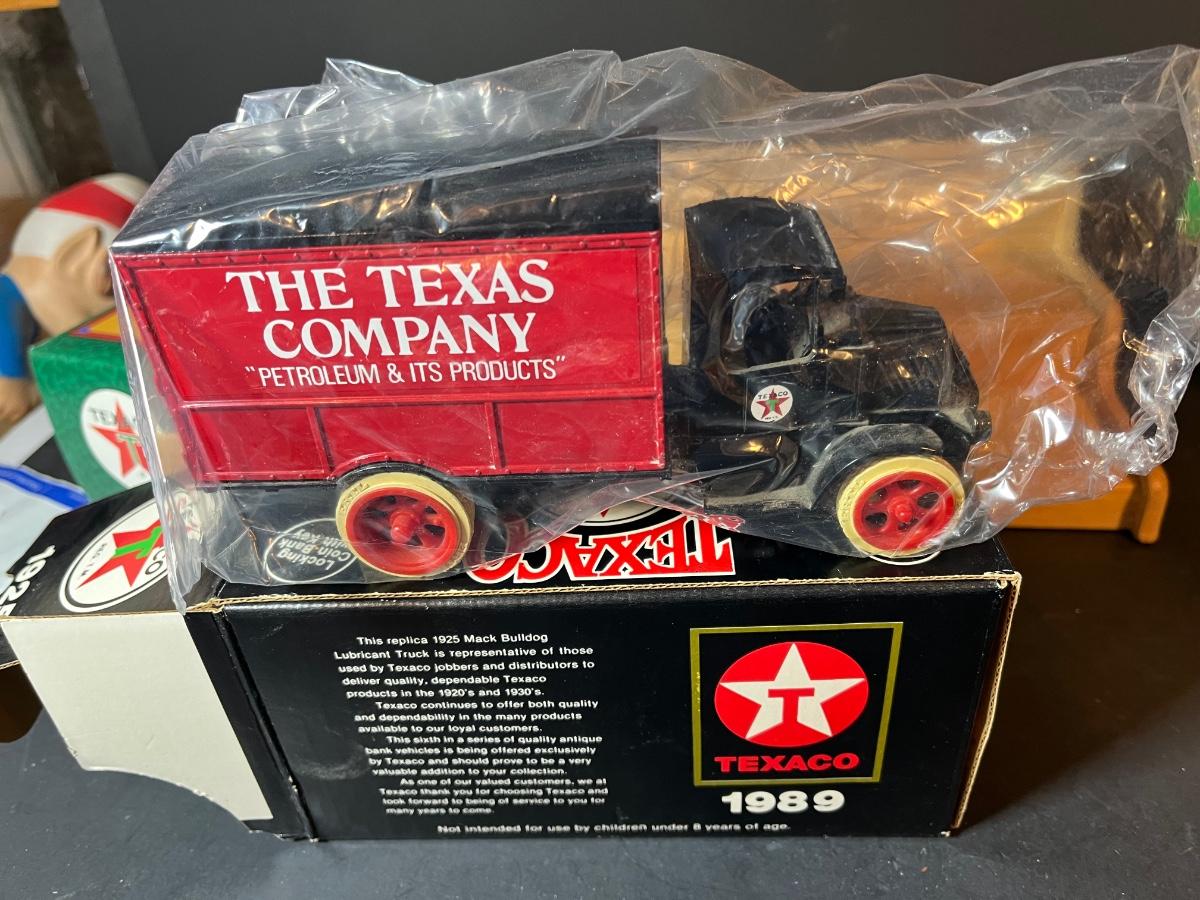 THE TEXAS
COMPANY
"PETROLEUM & ITS PRODUCTS"
TEXACO
T
Locking
Coin Bank
with Key
TEXACO
1925
This replica 1925 Mack Bulldog
Lubricant Truck is representative of those
used by Texaco jobbers and distributors to
deliver quality, dependable Texaco
products in the 1920's and 1930's.
Texaco continues to offer both quality
and dependability in the many products
available to our loyal customers.
This sixth in a series of quality antique
bank vehicles is being offered exclusively
by Texaco and should prove to be a very
valuable addition to your collection.
As one of our valued customers, we at
Texaco thank you for choosing Texaco and
look forward to being of service to you for
many years to come.
Not intended for use by children under 8 years of age.
T
TEXACO
1989